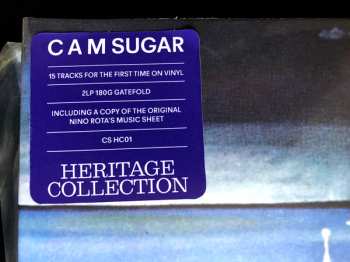 CAM SUGAR
15 TRACKS FOR THE FIRST TIME ON VINYL
2LP 180G GATEFOLD
INCLUDING A COPY OF THE ORIGINAL
NINO ROTA'S MUSIC SHEET
CS HC01
HERITAGE
COLLECTION